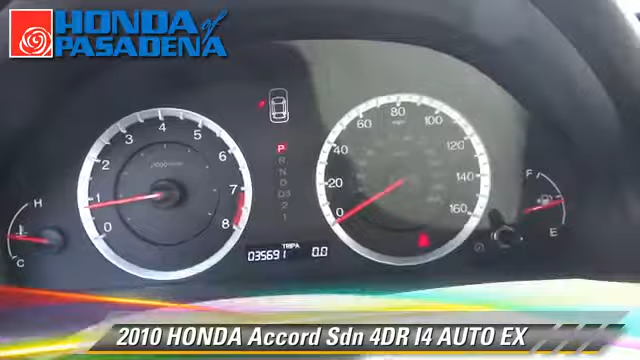 HONDA of
PASADENA
P
R
N
D
D3
2
1
0
1
2
3
4
5
6
7
8
0
20
40
60
80
100
120
140
160
mph
H
C
F
E
TRIP A
035691 0.0
2010 HONDA Accord Sdn 4DR I4 AUTO EX